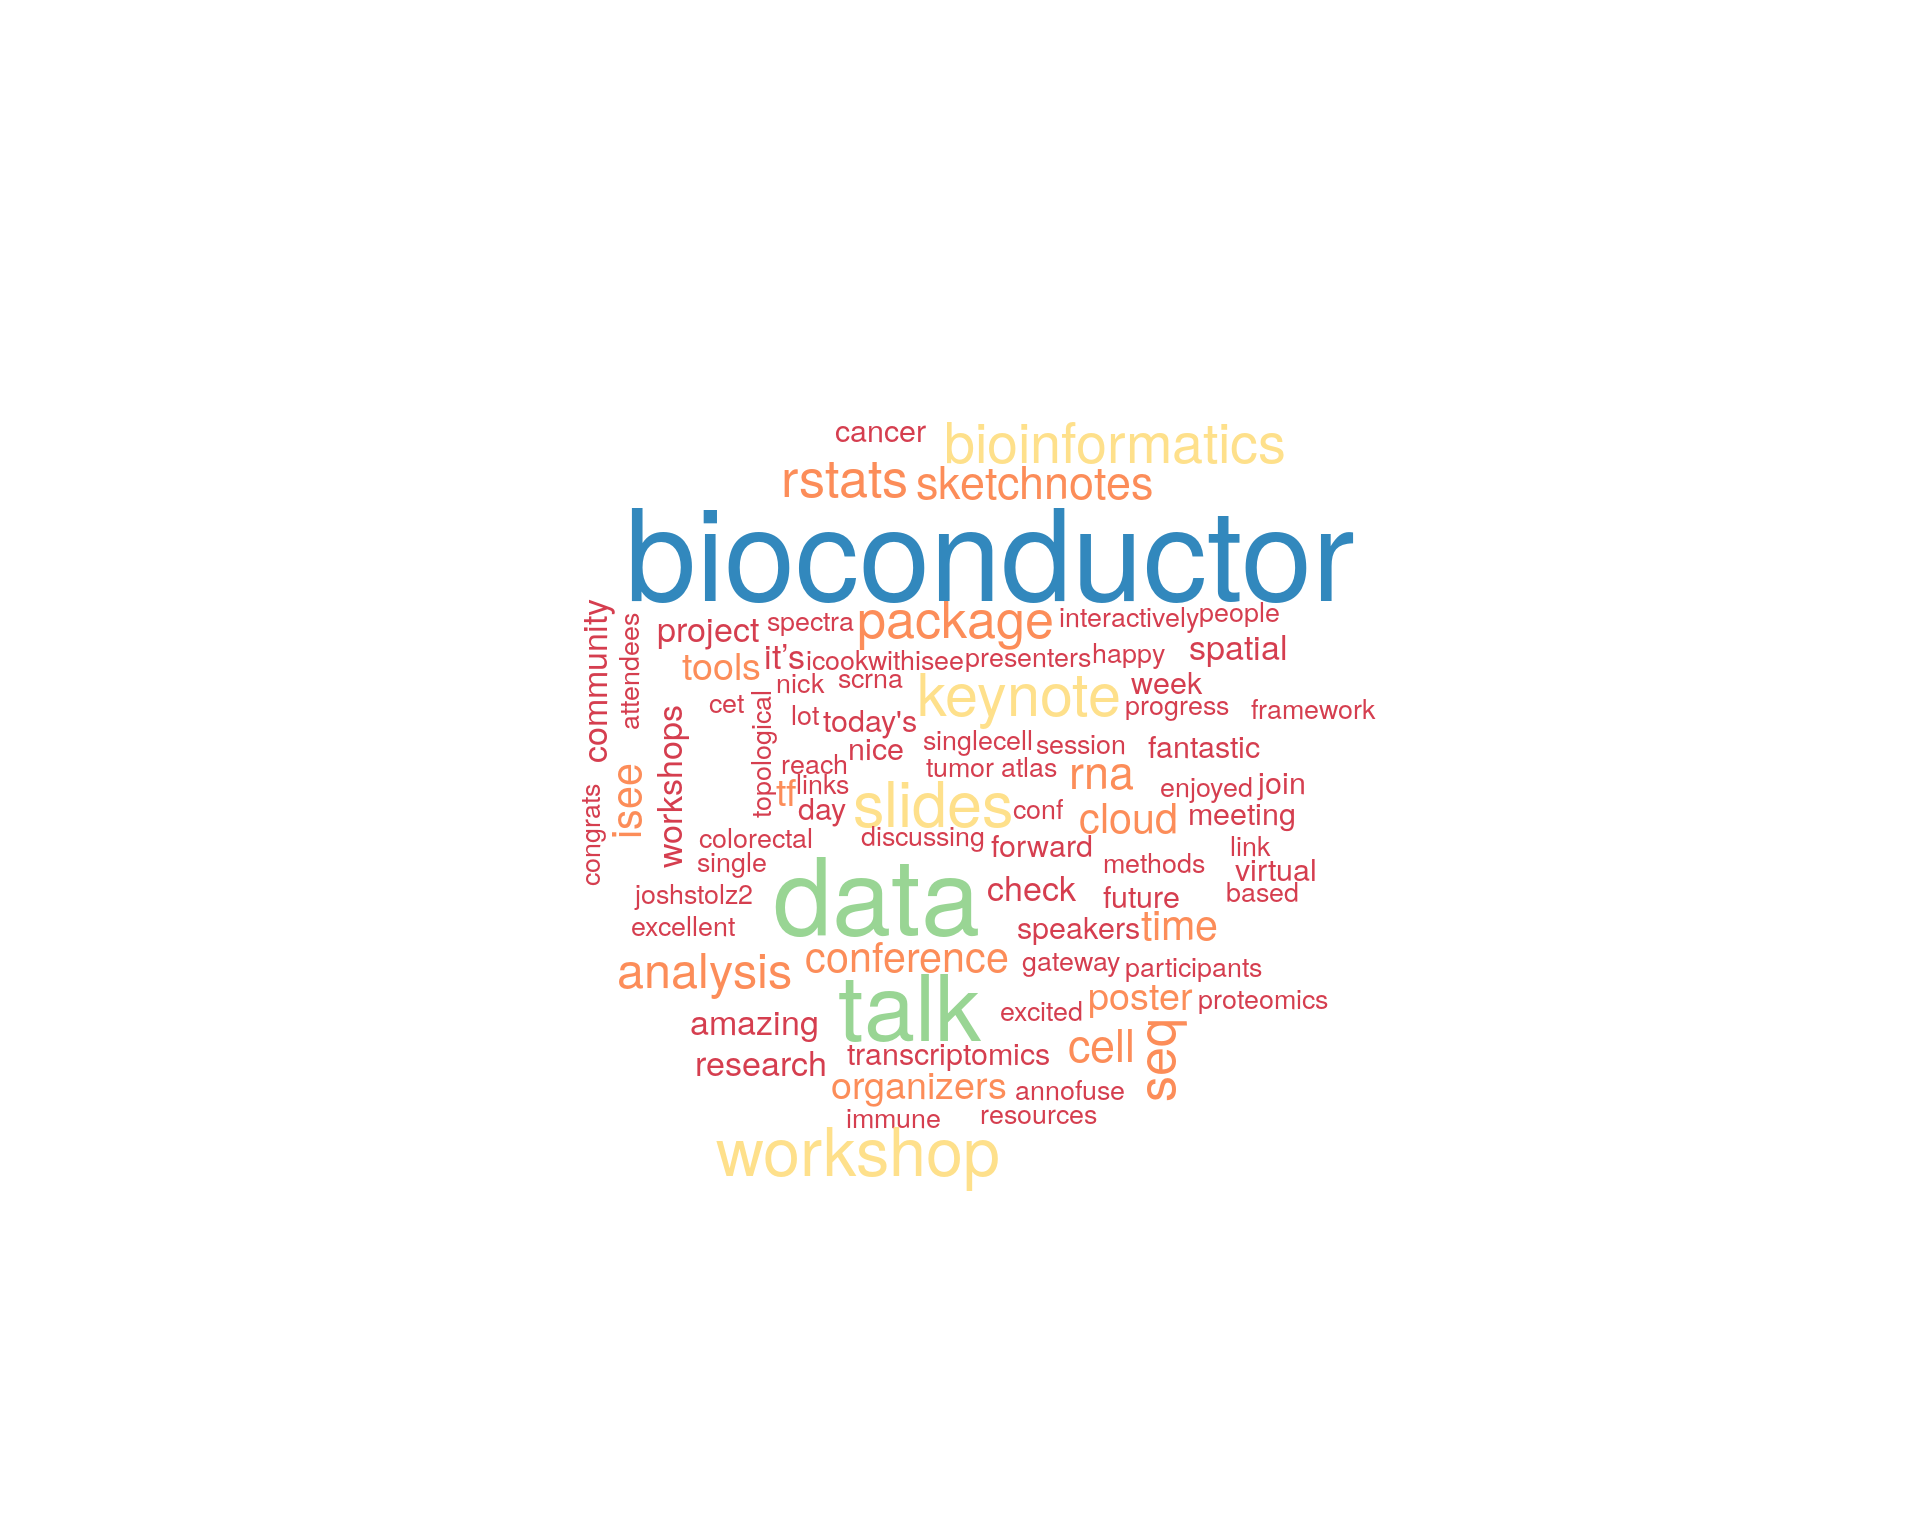 cancer bioinformatics
rstats sketchnotes
bioconductor
community
attendees
project spectra package interactively people
tools it’s icookwithisee presenters happy spatial
nick scrna keynote week
cet topological lot today's progress framework
workshops
nice singlecell session fantastic
reach tumor atlas rna
isee
congrats
tf links slides enjoyed join
day conf cloud meeting
colorectal discussing forward link
single methods virtual
joshstolz2 data check future based
excellent speakers time
analysis conference gateway participants
talk excited poster proteomics
amazing
research transcriptomics cell seq
organizers annofuse
immune resources
workshop